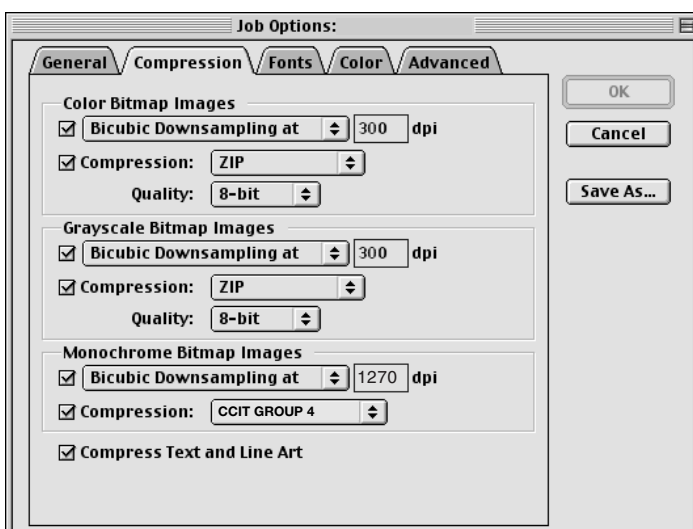 Job Options:
General Compression Fonts Color Advanced
OK
Cancel
Save As...
Color Bitmap Images
Bicubic Downsampling at 300 dpi
Compression: ZIP
Quality: 8-bit
Grayscale Bitmap Images
Bicubic Downsampling at 300 dpi
Compression: ZIP
Quality: 8-bit
Monochrome Bitmap Images
Bicubic Downsampling at 1270 dpi
Compression: CCIT GROUP 4
Compress Text and Line Art